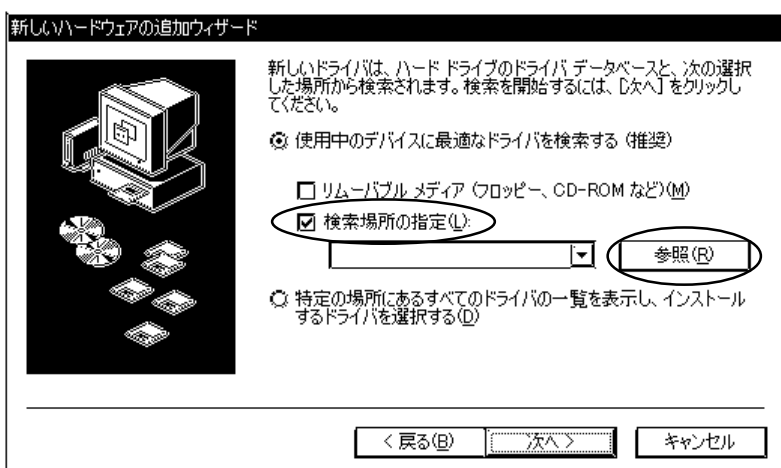 新しいハードウェアの追加ウィザード
新しいドライバは、ハード ドライブのドライバ データベースと、次の選択
した場所から検索されます。検索を開始するには、[次へ] をクリックし
てください。
使用中のデバイスに最適なドライバを検索する (推奨)
リムーバブル メディア (フロッピー、CD-ROM など)(M)
検索場所の指定(L):
参照(R)
特定の場所にあるすべてのドライバの一覧を表示し、インストール
するドライバを選択する(D)
< 戻る(B)
次へ >
キャンセル